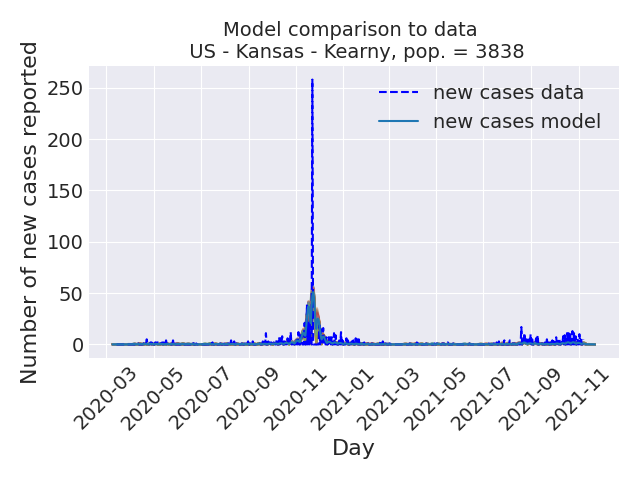 Model comparison to data
US - Kansas - Kearny, pop. = 3838
Number of new cases reported
250
200
150
100
50
0
new cases data
new cases model
2020-03
2020-05
2020-07
2020-09
2020-11
2021-01
2021-03
2021-05
2021-07
2021-09
2021-11
Day